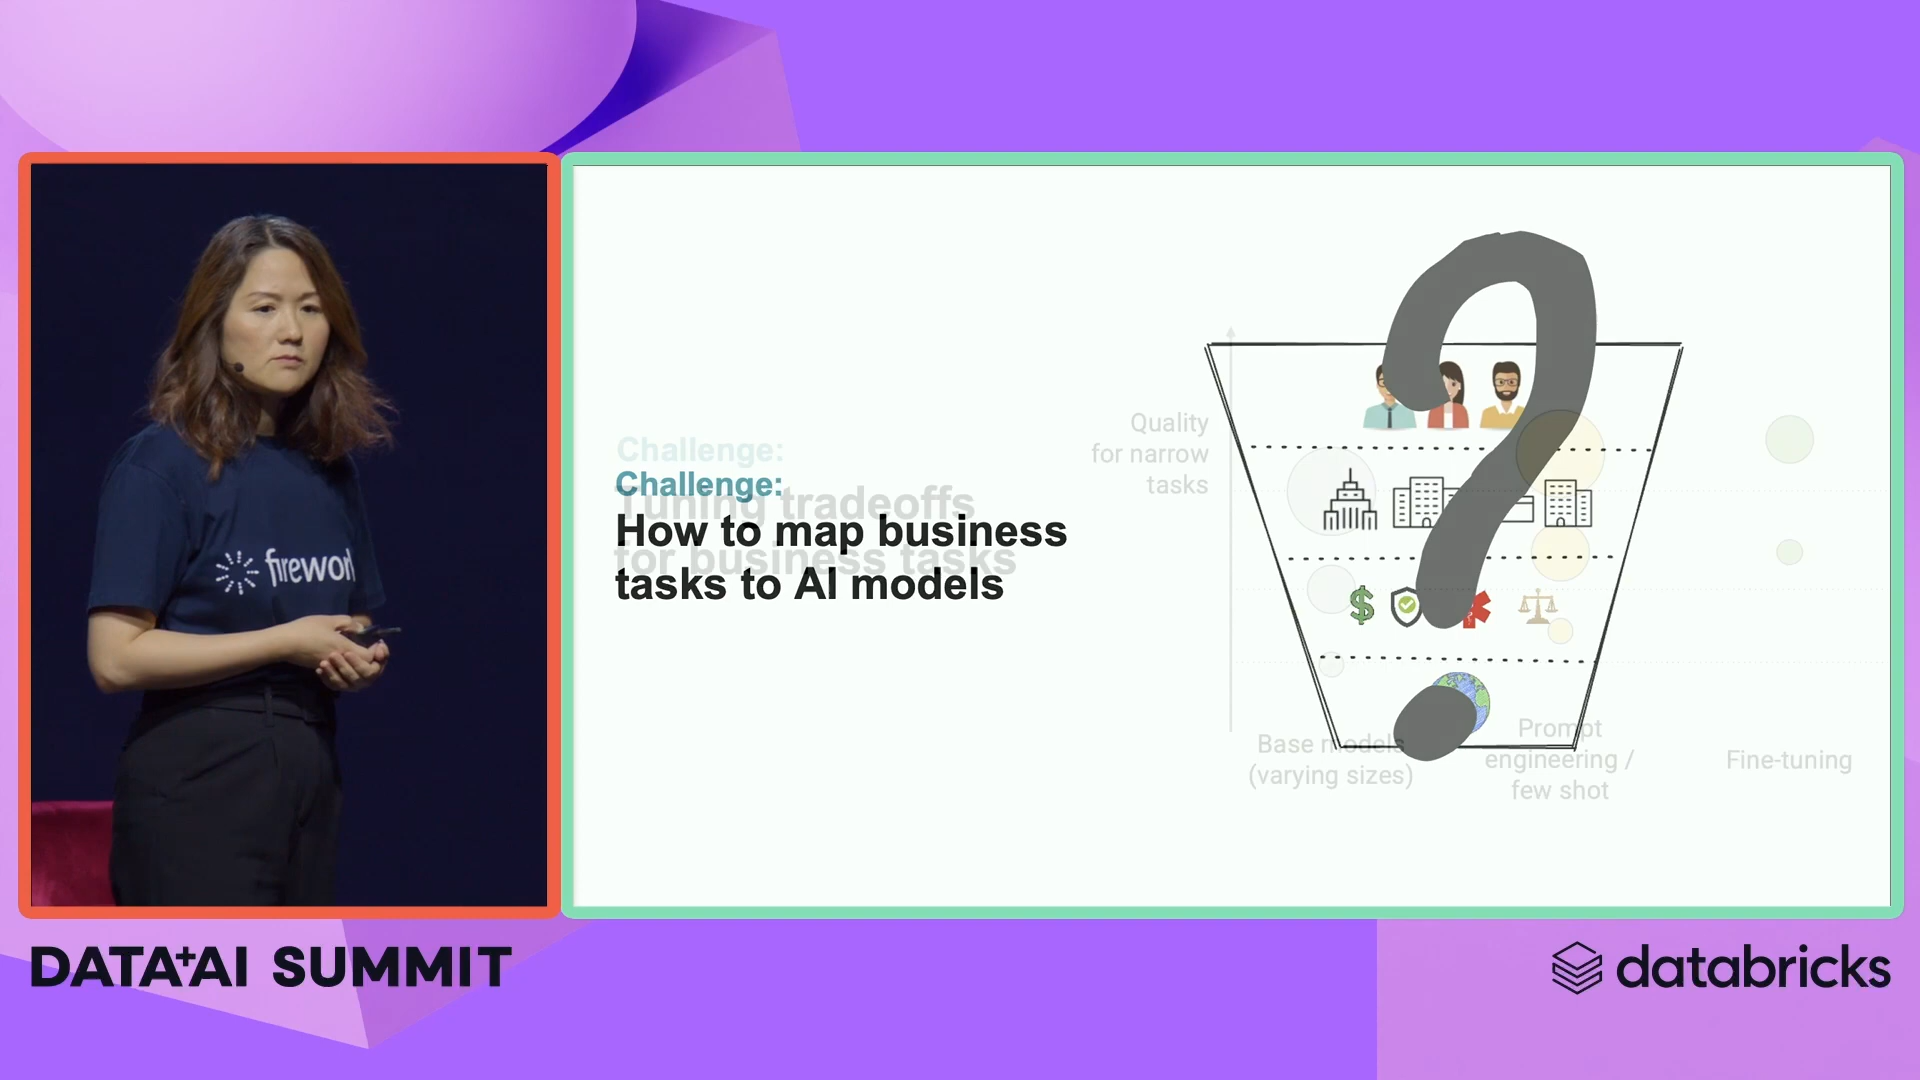 firewor
Challenge:
Tuning tradeoffs
for business tasks
Challenge:
How to map business
tasks to AI models
Quality
for narrow
tasks
$
Base models
(varying sizes)
Prompt
engineering /
few shot
Fine-tuning
DATA+AI SUMMIT
databricks